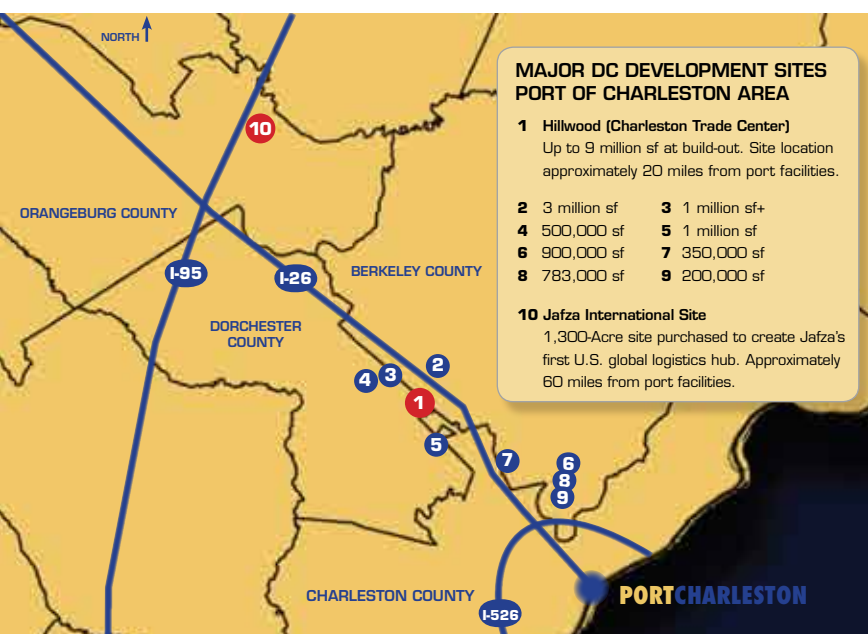 NORTH
MAJOR DC DEVELOPMENT SITES
PORT OF CHARLESTON AREA
1 Hillwood (Charleston Trade Center)
Up to 9 million sf at build-out. Site location
approximately 20 miles from port facilities.
2 3 million sf 3 1 million sf+
4 500,000 sf 5 1 million sf
6 900,000 sf 7 350,000 sf
8 783,000 sf 9 200,000 sf
10 Jafza International Site
1,300-Acre site purchased to create Jafza's
first U.S. global logistics hub. Approximately
60 miles from port facilities.
10
ORANGEBURG COUNTY
I-95
I-26
BERKELEY COUNTY
DORCHESTER
COUNTY
2
3
4
1
5
7
6
8
9
CHARLESTON COUNTY
I-526
PORTCHARLESTON